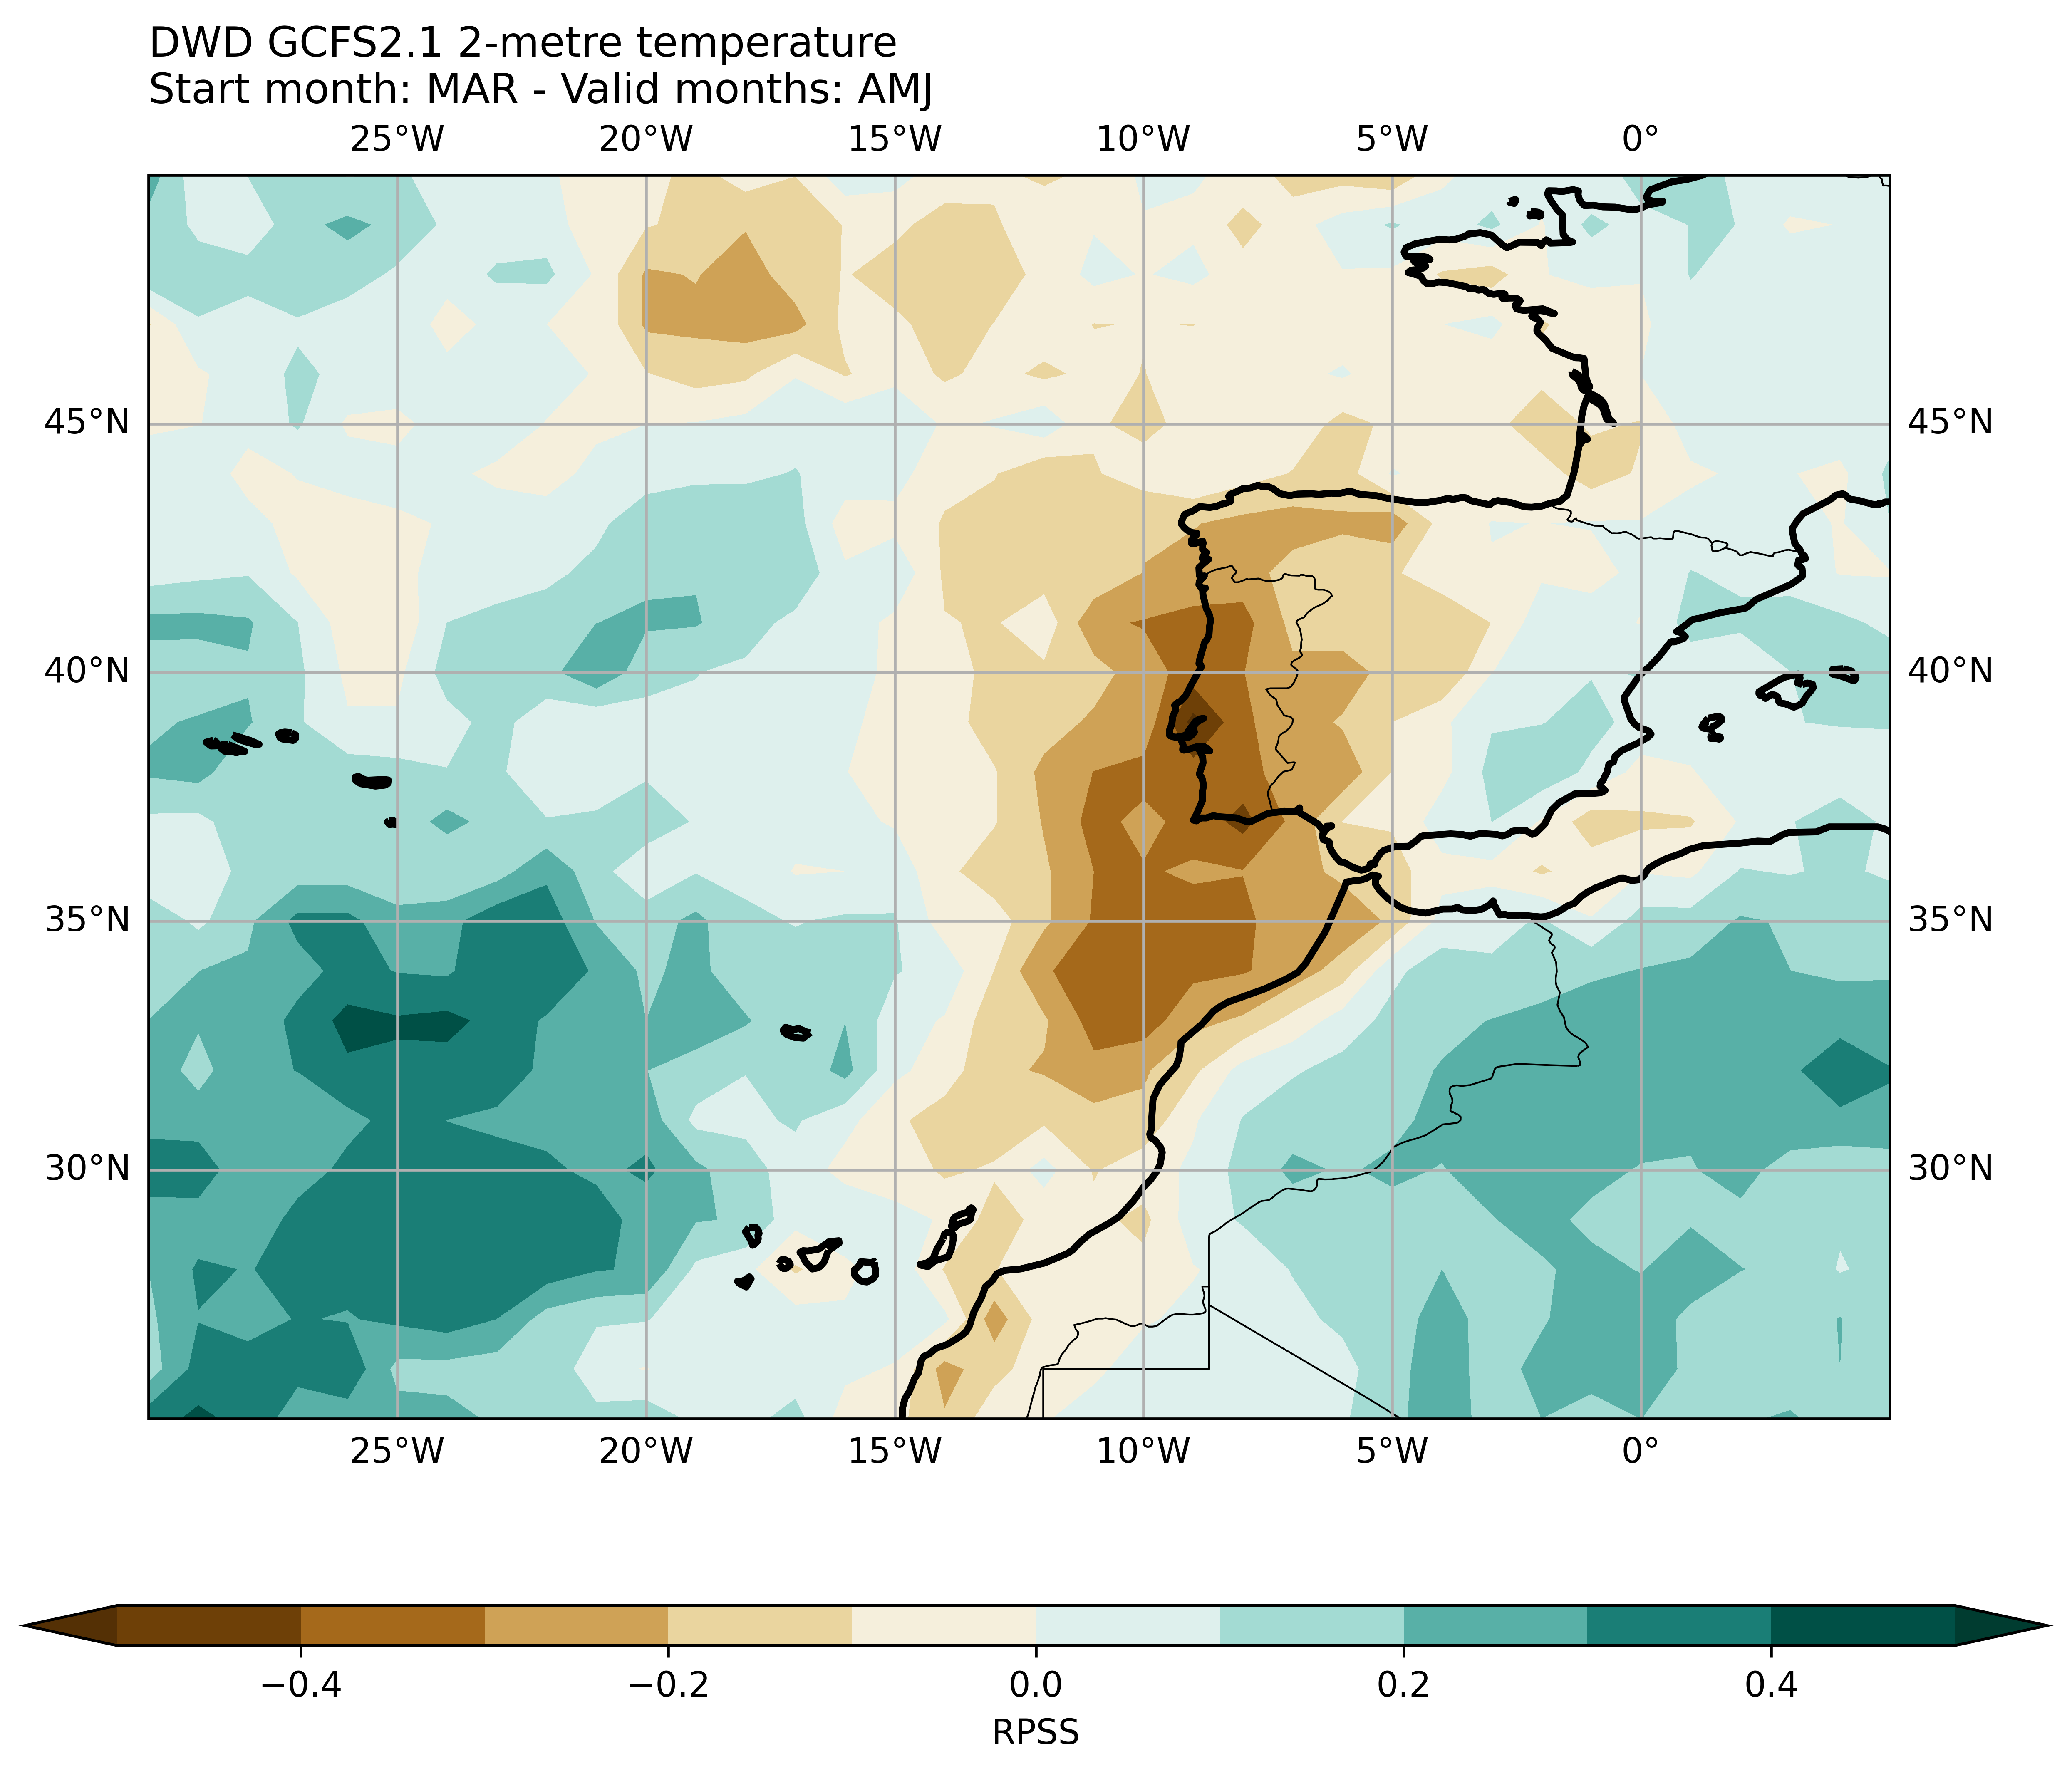 DWD GCFS2.1 2-metre temperature
Start month: MAR - Valid months: AMJ
25°W 20°W 15°W 10°W 5°W 0°
45°N 45°N
40°N 40°N
35°N 35°N
30°N 30°N
25°W 20°W 15°W 10°W 5°W 0°
−0.4 −0.2 0.0 0.2 0.4
RPSS